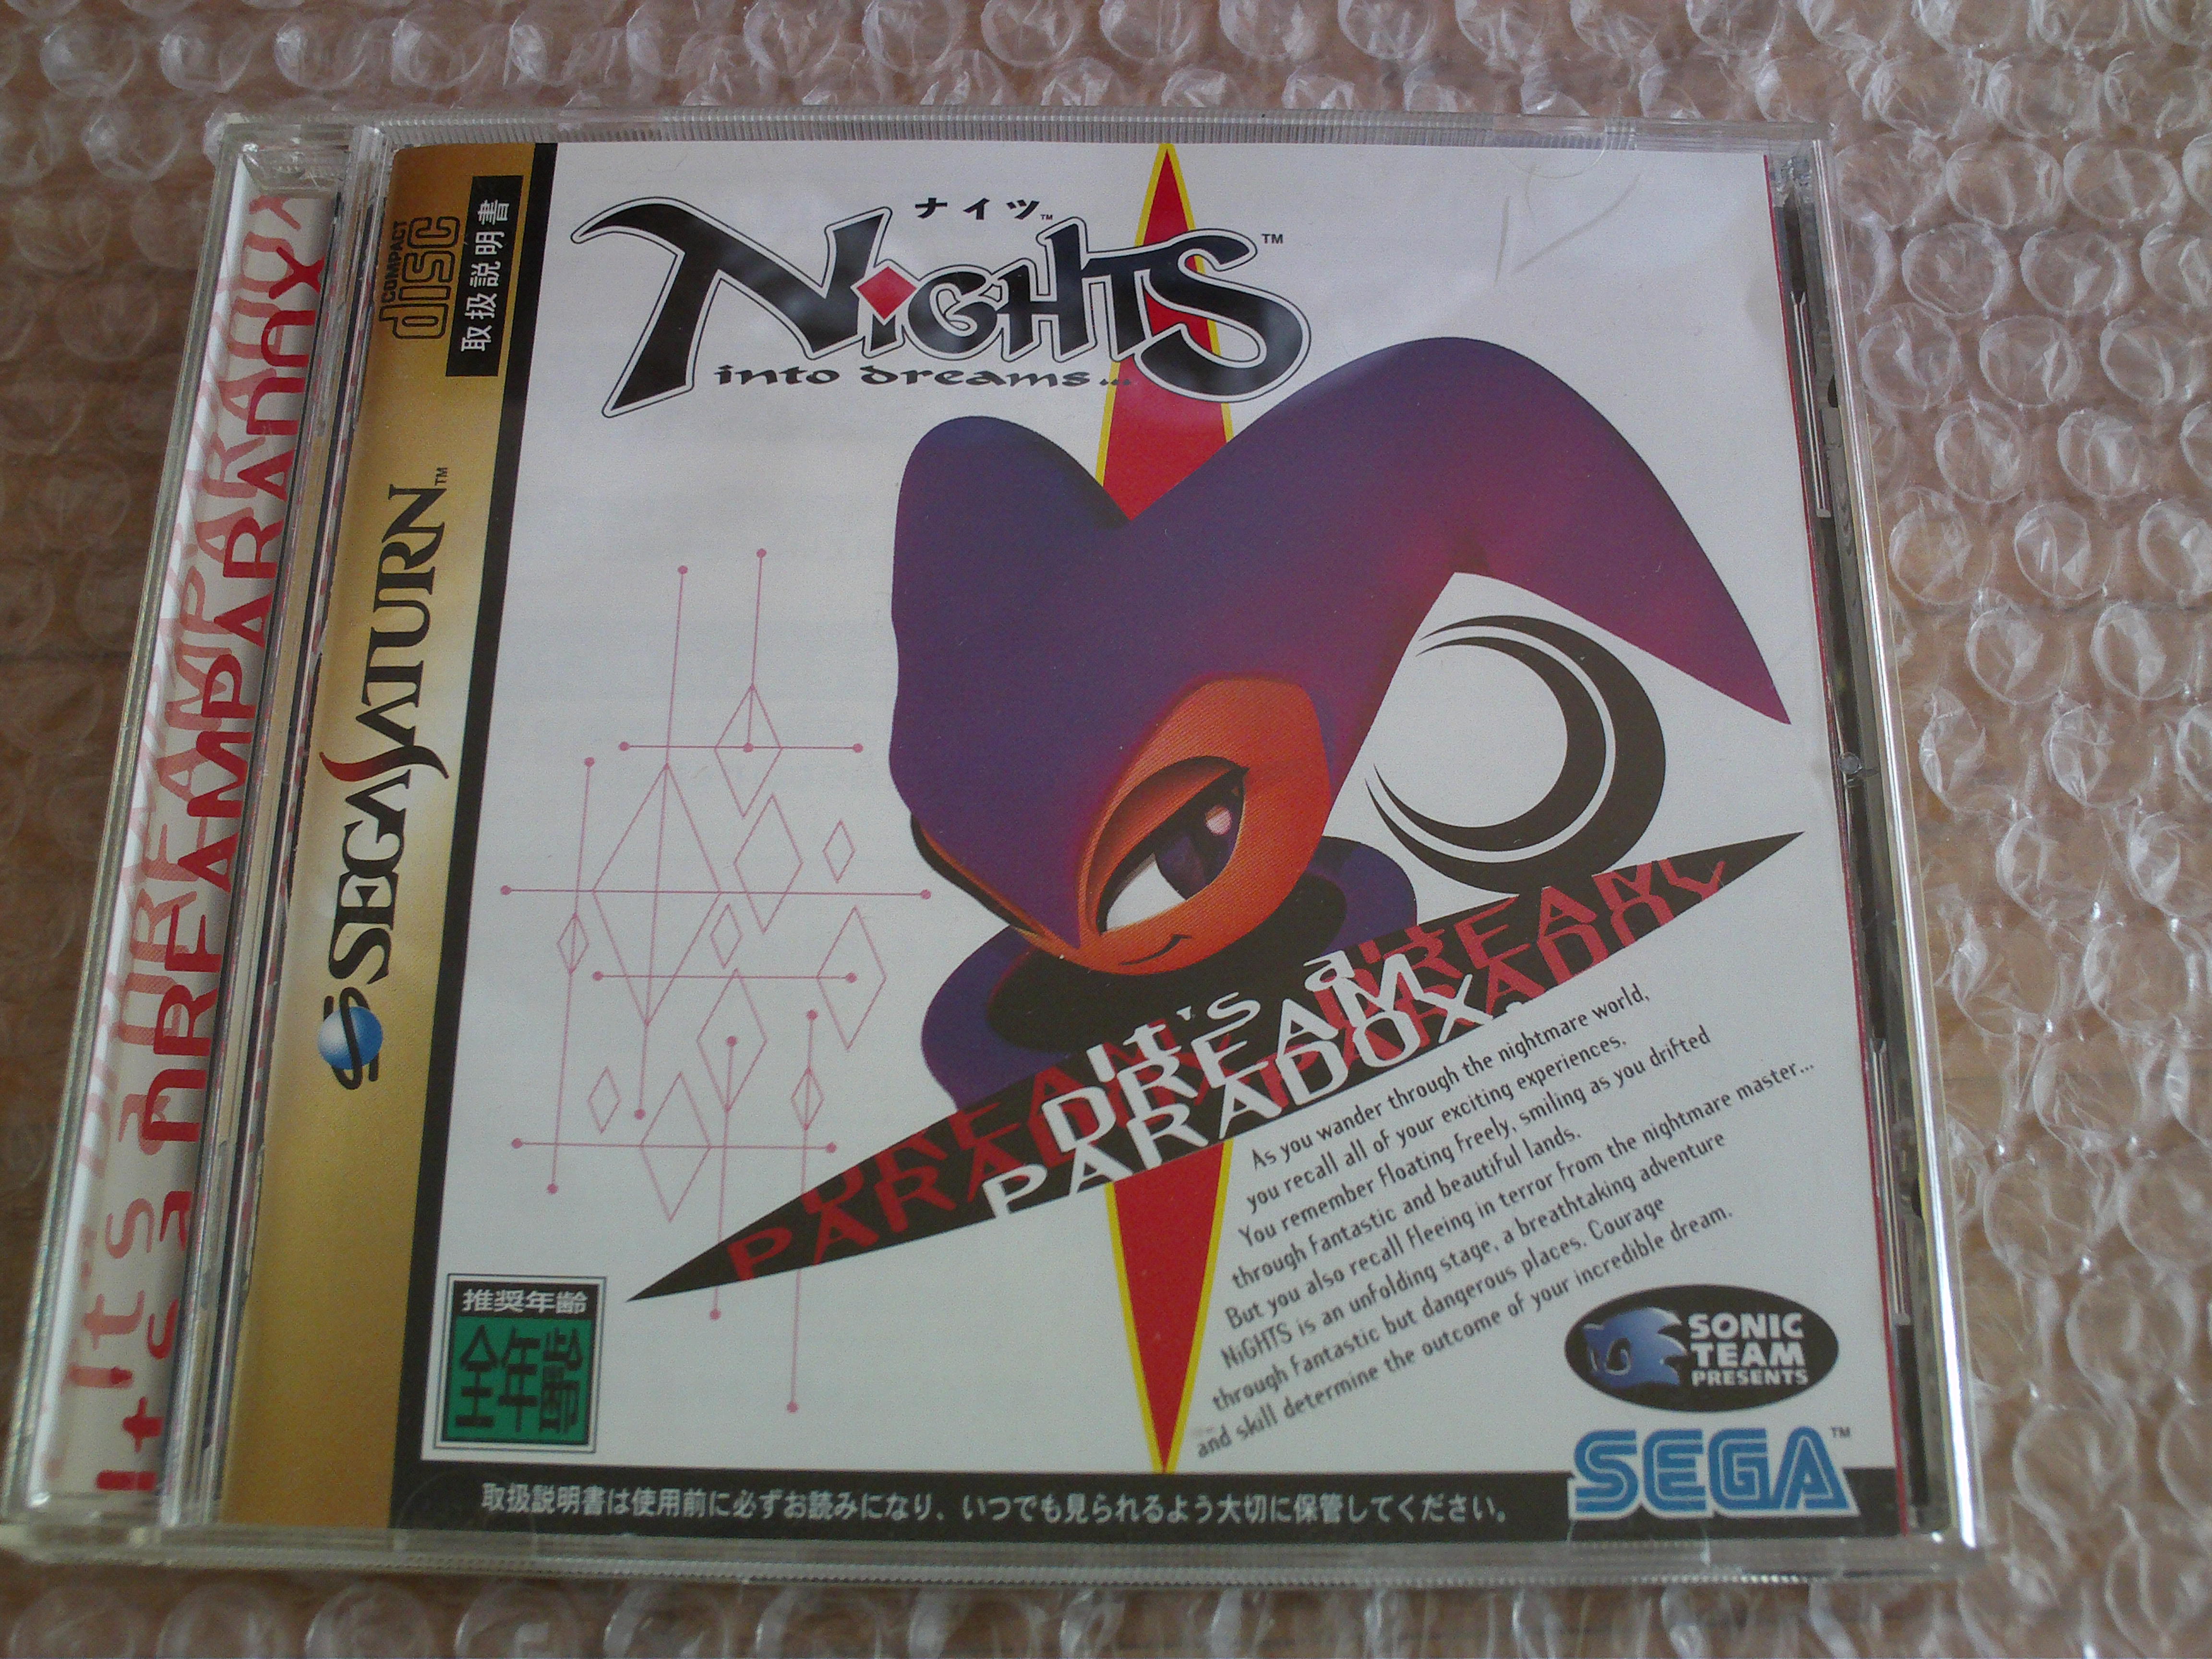 ナイツ™
NiGHTS™
into dreams...
COMPACT
disc
取扱説明書
SEGA SATURN™
It's a
DREAM
PARADOX.
As you wander through the nightmare world,
you recall all of your exciting experiences.
You remember floating freely, smiling as you drifted
through fantastic and beautiful lands.
But you also recall fleeing in terror from the nightmare master...
NiGHTS is an unfolding stage, a breathtaking adventure
through fantastic but dangerous places. Courage
and skill determine the outcome of your incredible dream.
推奨年齢
全年齢
SONIC
TEAM
PRESENTS
SEGA™
取扱説明書は使用前に必ずお読みになり、いつでも見られるよう大切に保管してください。